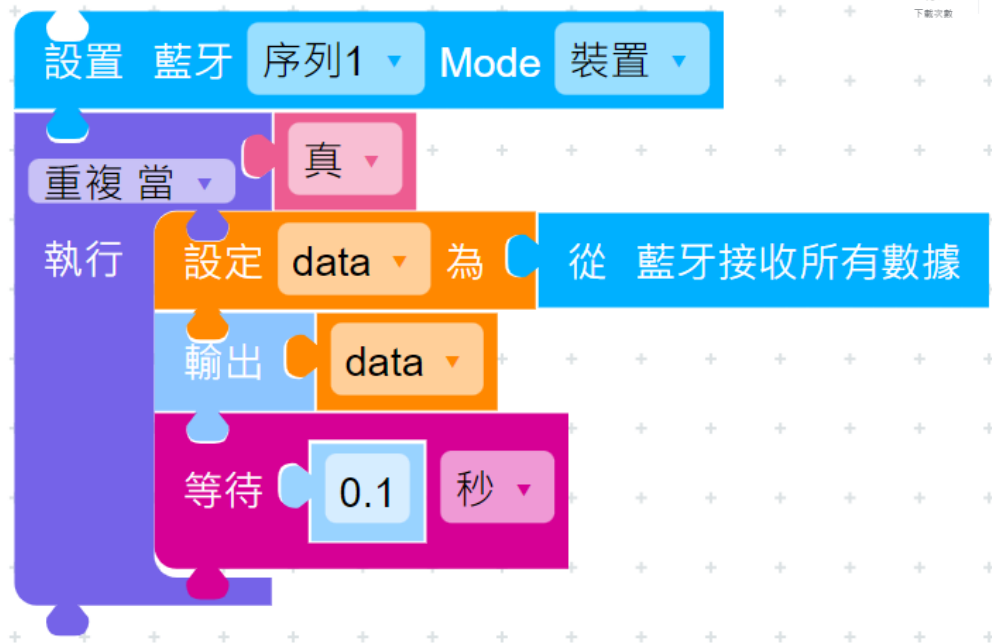 下載次數
設置 藍牙 序列1 Mode 裝置
真
重複 當
執行 設定 data 為 從 藍牙接收所有數據
輸出 data
等待 0.1 秒